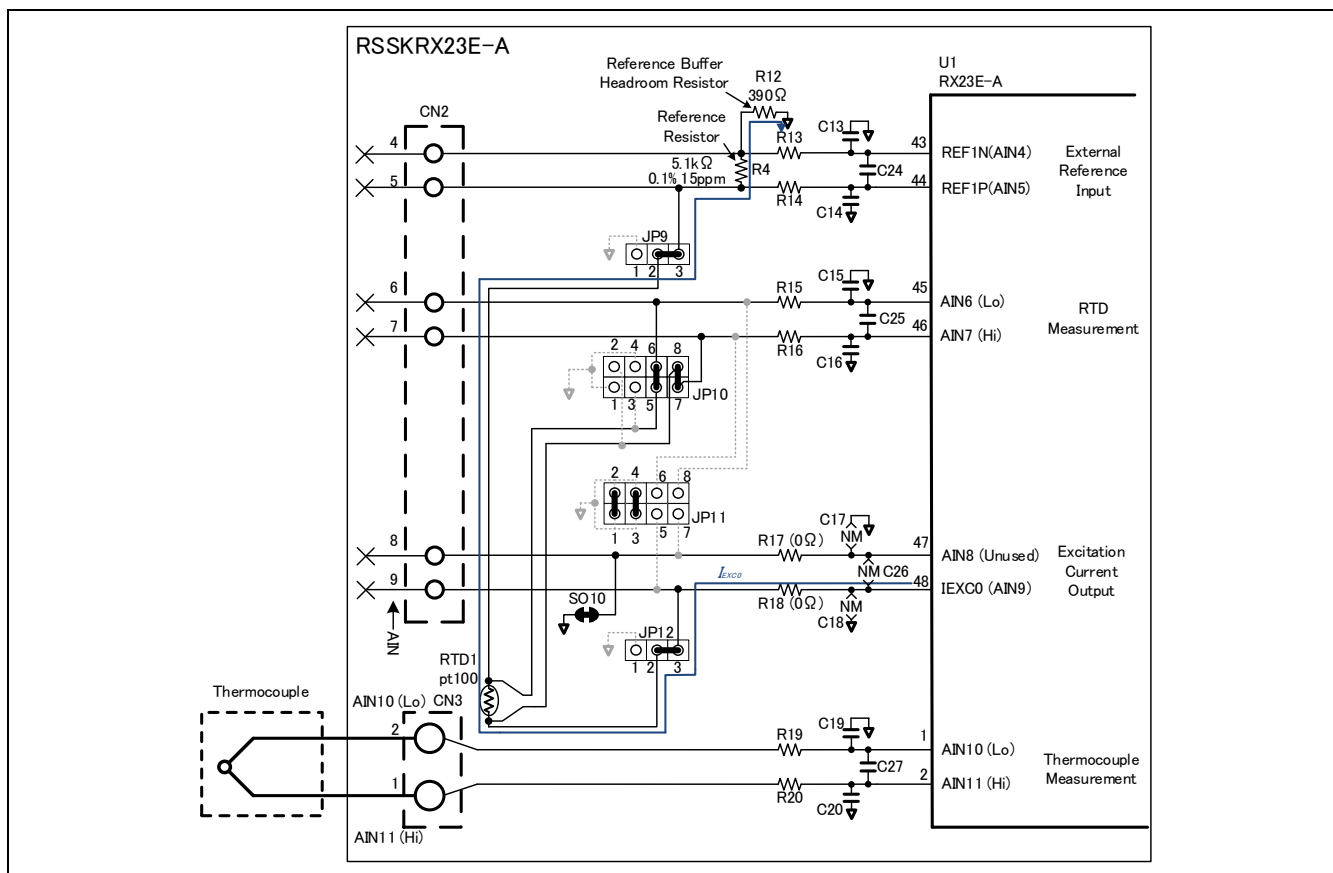 RSSKRX23E-A
Reference Buffer
Headroom Resistor
R12
390Ω
U1
RX23E-A
CN2
Reference
Resistor
C13
R13
4
43
REF1N(AIN4)
External
Reference
Input
5.1kΩ
0.1% 15ppm
R4
C24
5
44
REF1P(AIN5)
R14
C14
JP9
1 2 3
C15
6
R15
45
AIN6 (Lo)
RTD
Measurement
C25
7
46
AIN7 (Hi)
R16
C16
2 4 6 8
JP10
1 3 5 7
2 4 6 8
JP11
1 3 5 7
C17
NM
R17 (0Ω)
8
47
AIN8 (Unused)
Excitation
Current
Output
IEXC0
NM C26
9
48
IEXC0 (AIN9)
SO10
R18 (0Ω)
NM
C18
AIN
JP12
1 2 3
RTD1
pt100
Thermocouple
AIN10 (Lo) CN3
C19
2
R19
1
AIN10 (Lo)
Thermocouple
Measurement
C27
1
2
AIN11 (Hi)
R20
C20
AIN11 (Hi)